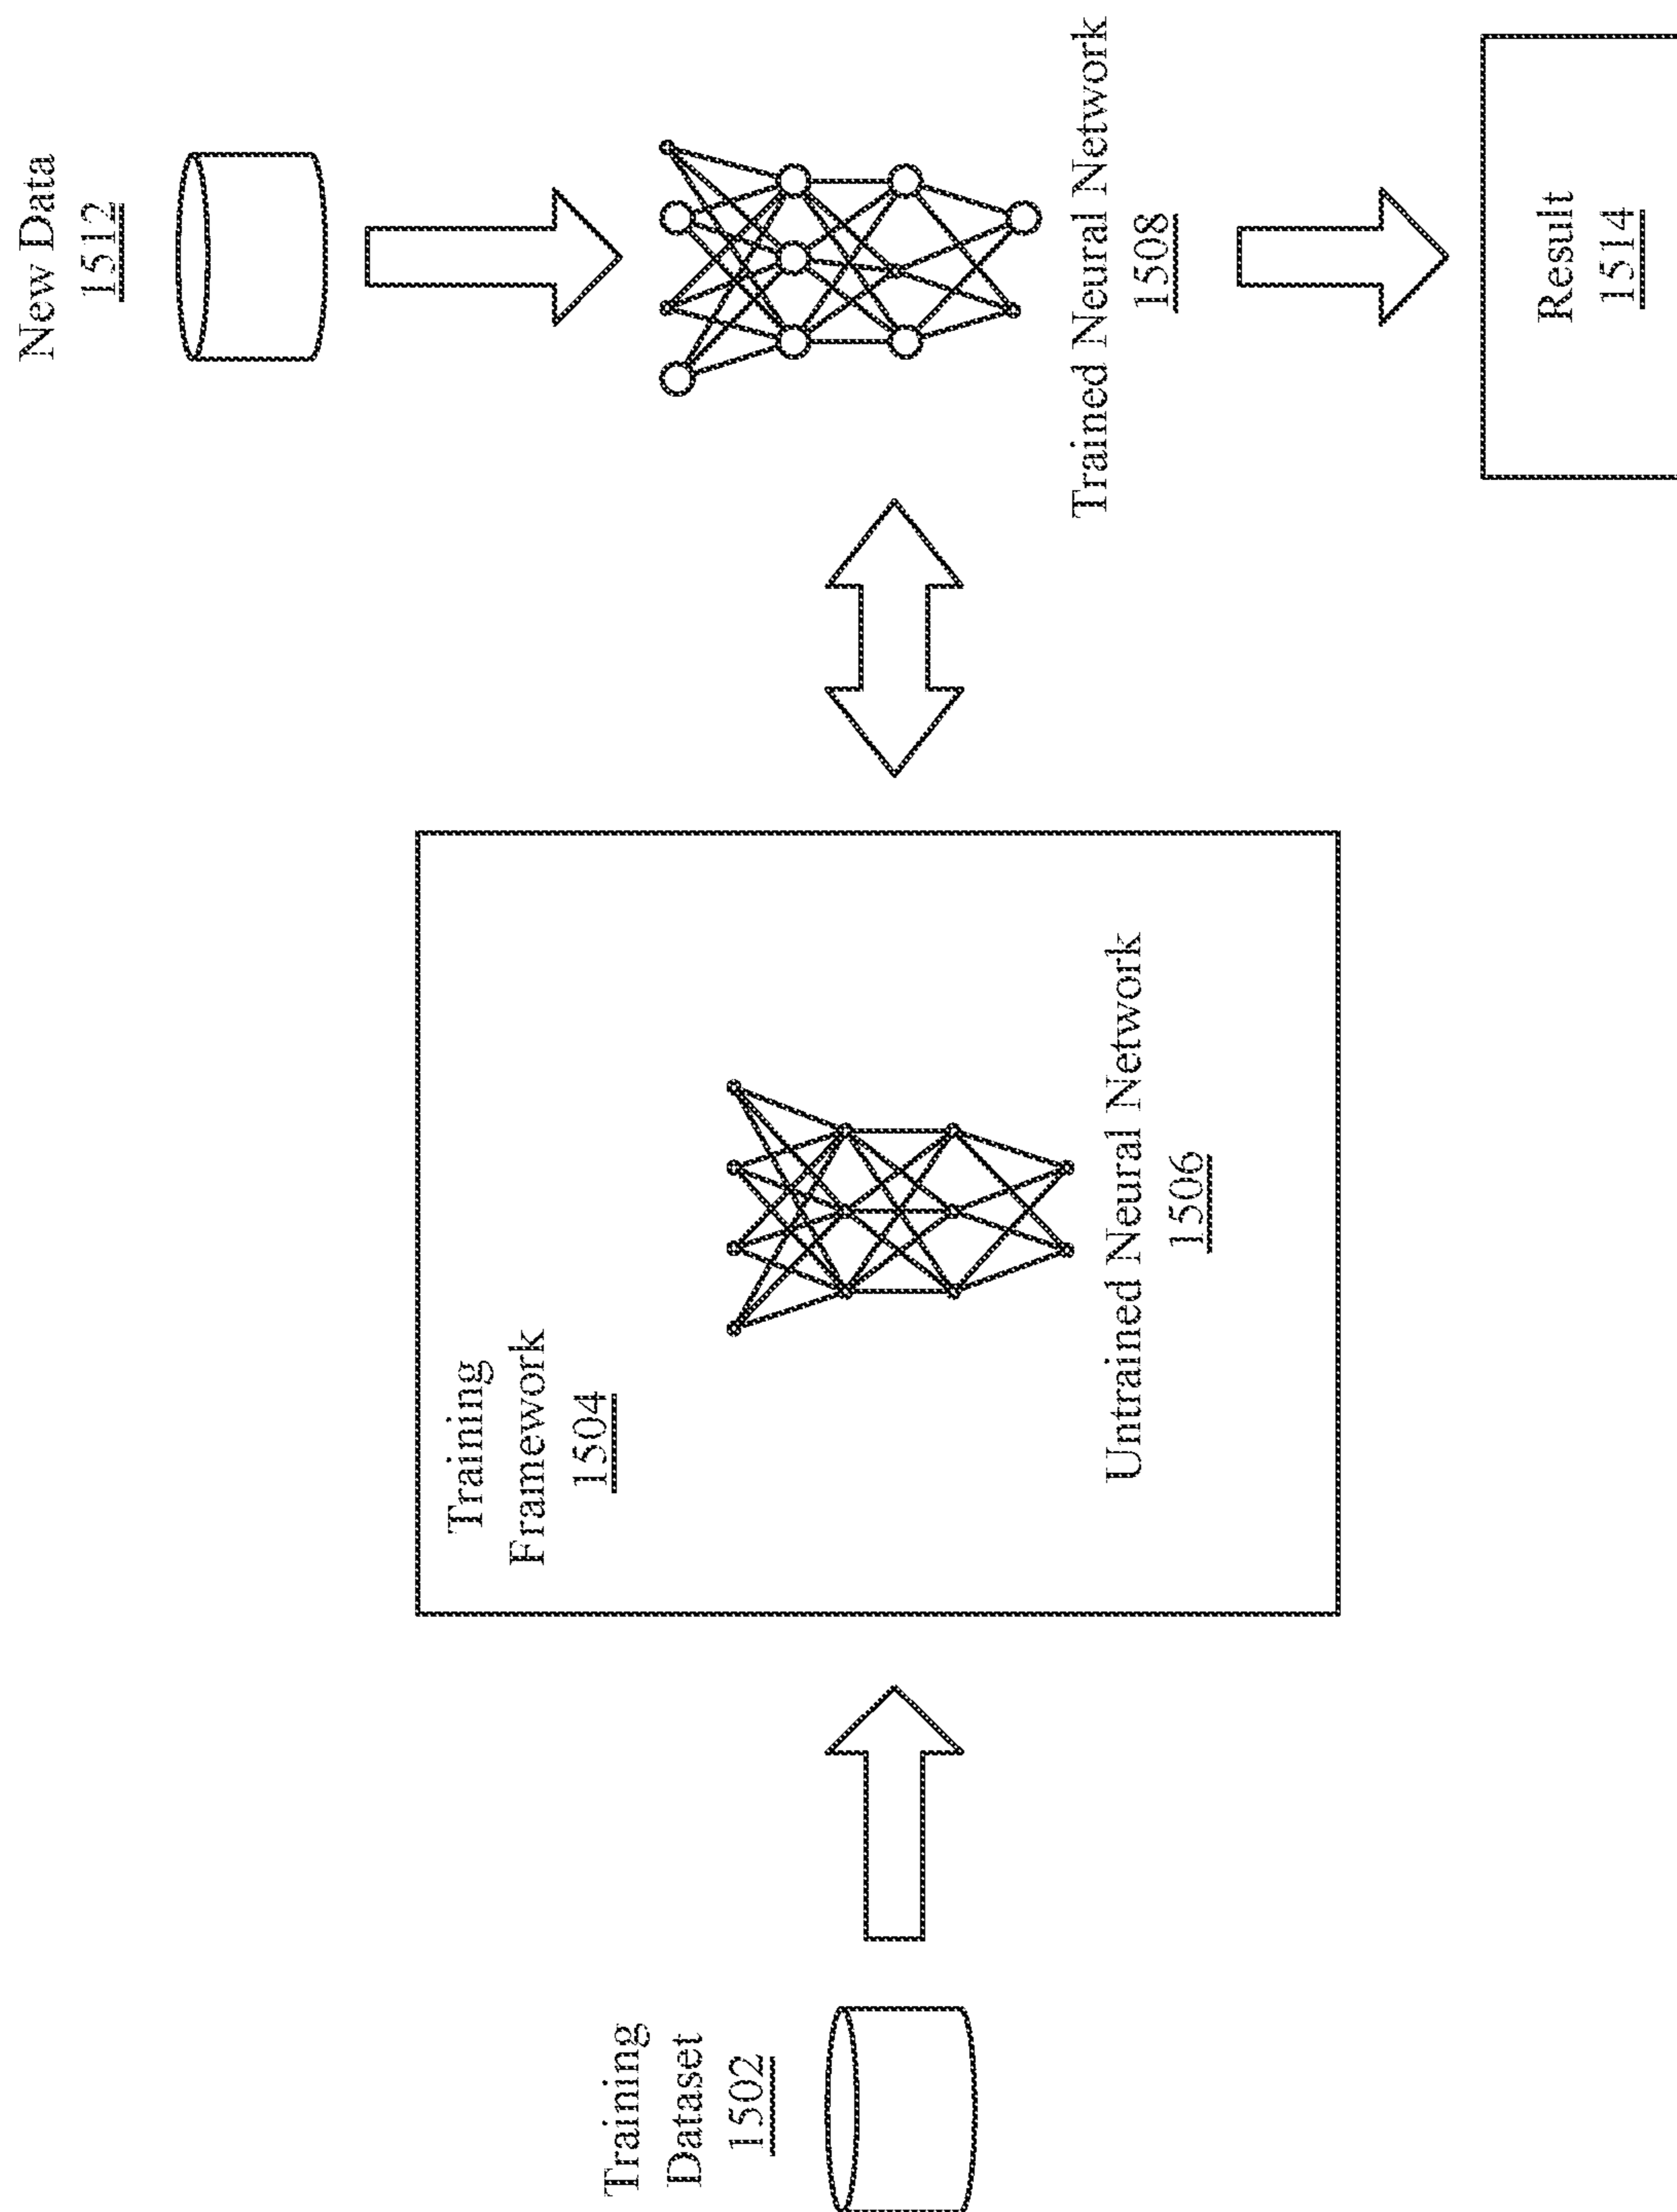 Training
Dataset
1502
Training
Framework
1504
Untrained Neural Network
1506
New Data
1512
Trained Neural Network
1508
Result
1514